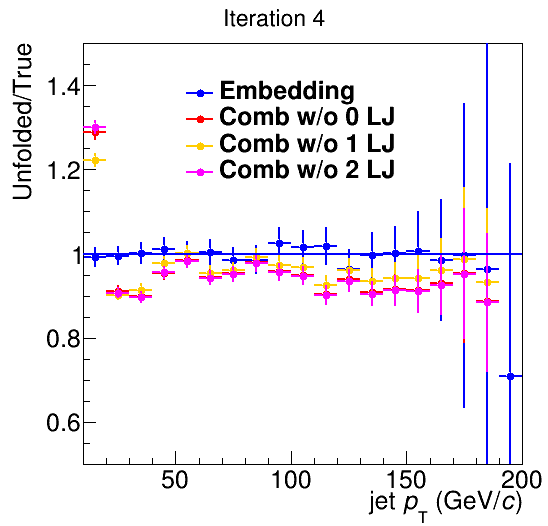 Iteration 4
Unfolded/True
1.4
1.2
1
0.8
0.6
Embedding
Comb w/o 0 LJ
Comb w/o 1 LJ
Comb w/o 2 LJ
50 100 150 200
jet pT (GeV/c)